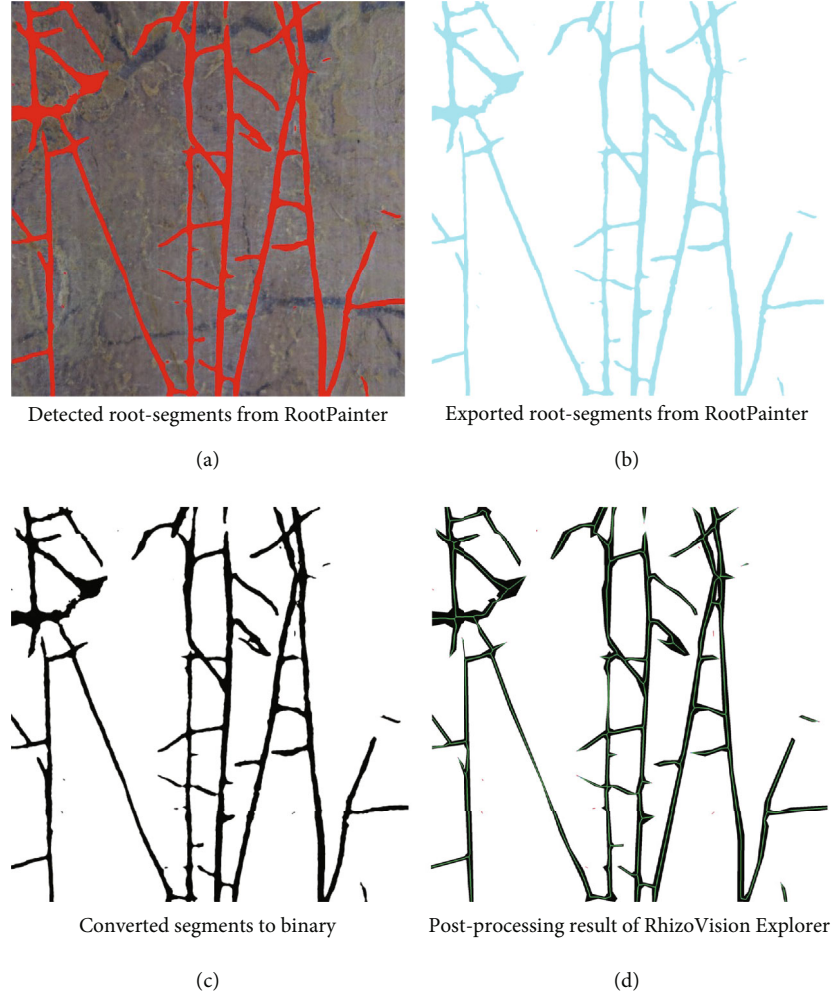 Detected root-segments from RootPainter
Exported root-segments from RootPainter
(a)
(b)
Converted segments to binary
Post-processing result of RhizoVision Explorer
(c)
(d)